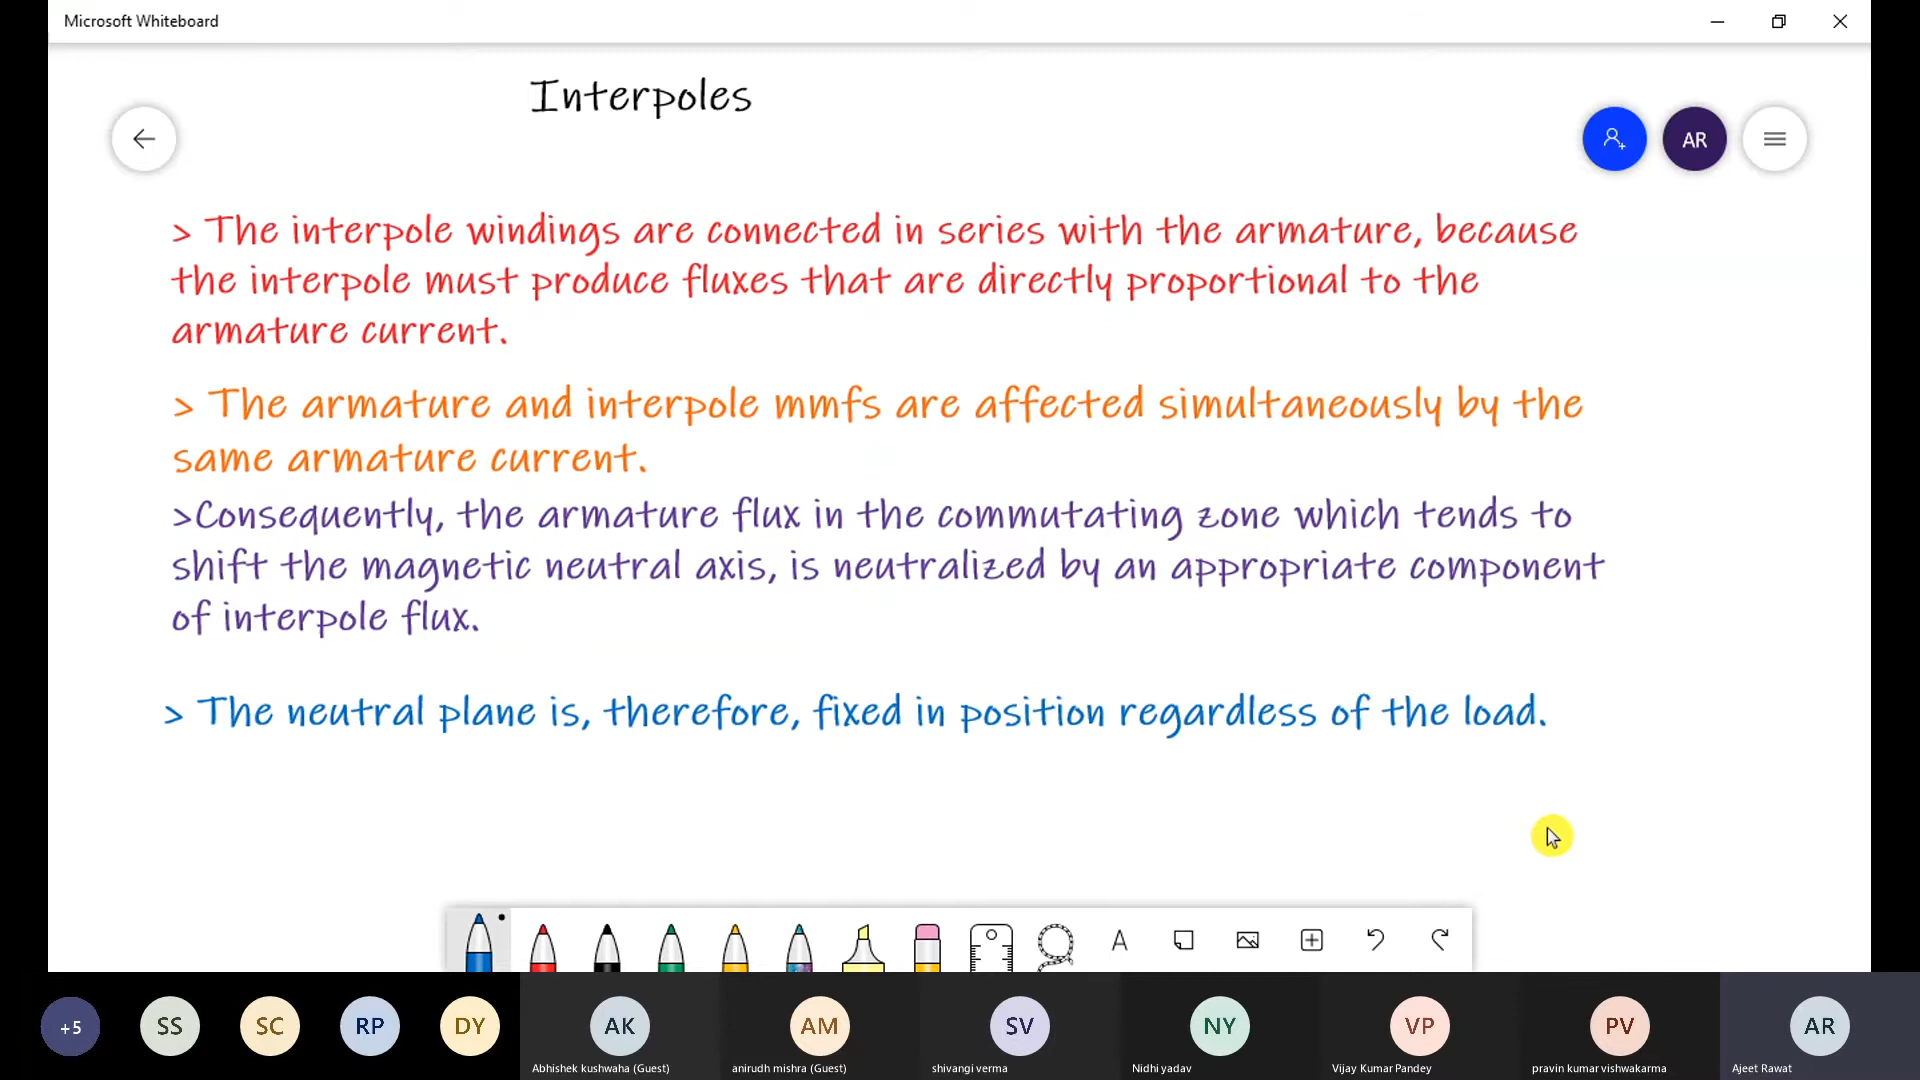 Microsoft Whiteboard
Interpoles
AR
> The interpole windings are connected in series with the armature, because
the interpole must produce fluxes that are directly proportional to the
armature current.
> The armature and interpole mmfs are affected simultaneously by the
same armature current.
>Consequently, the armature flux in the commutating zone which tends to
shift the magnetic neutral axis, is neutralized by an appropriate component
of interpole flux.
> The neutral plane is, therefore, fixed in position regardless of the load.
A
+5 SS SC RP DY AK AM SV NY VP PV AR
Abhishek kushwaha (Guest) anirudh mishra (Guest) shivangi verma Nidhi yadav Vijay Kumar Pandey pravin kumar vishwakarma Ajeet Rawat